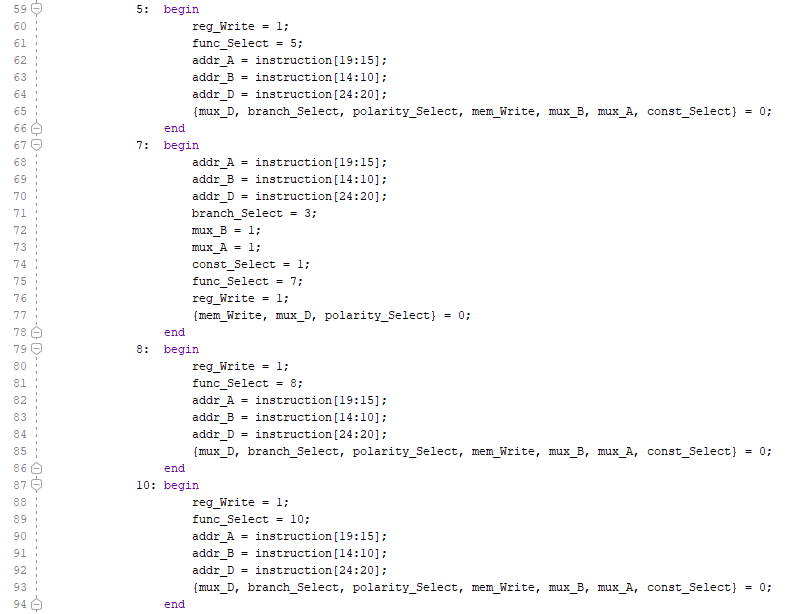 59 5: begin
60 reg_Write = 1;
61 func_Select = 5;
62 addr_A = instruction[19:15];
63 addr_B = instruction[14:10];
64 addr_D = instruction[24:20];
65 {mux_D, branch_Select, polarity_Select, mem_Write, mux_B, mux_A, const_Select} = 0;
66 end
67 7: begin
68 addr_A = instruction[19:15];
69 addr_B = instruction[14:10];
70 addr_D = instruction[24:20];
71 branch_Select = 3;
72 mux_B = 1;
73 mux_A = 1;
74 const_Select = 1;
75 func_Select = 7;
76 reg_Write = 1;
77 {mem_Write, mux_D, polarity_Select} = 0;
78 end
79 8: begin
80 reg_Write = 1;
81 func_Select = 8;
82 addr_A = instruction[19:15];
83 addr_B = instruction[14:10];
84 addr_D = instruction[24:20];
85 {mux_D, branch_Select, polarity_Select, mem_Write, mux_B, mux_A, const_Select} = 0;
86 end
87 10: begin
88 reg_Write = 1;
89 func_Select = 10;
90 addr_A = instruction[19:15];
91 addr_B = instruction[14:10];
92 addr_D = instruction[24:20];
93 {mux_D, branch_Select, polarity_Select, mem_Write, mux_B, mux_A, const_Select} = 0;
94 end